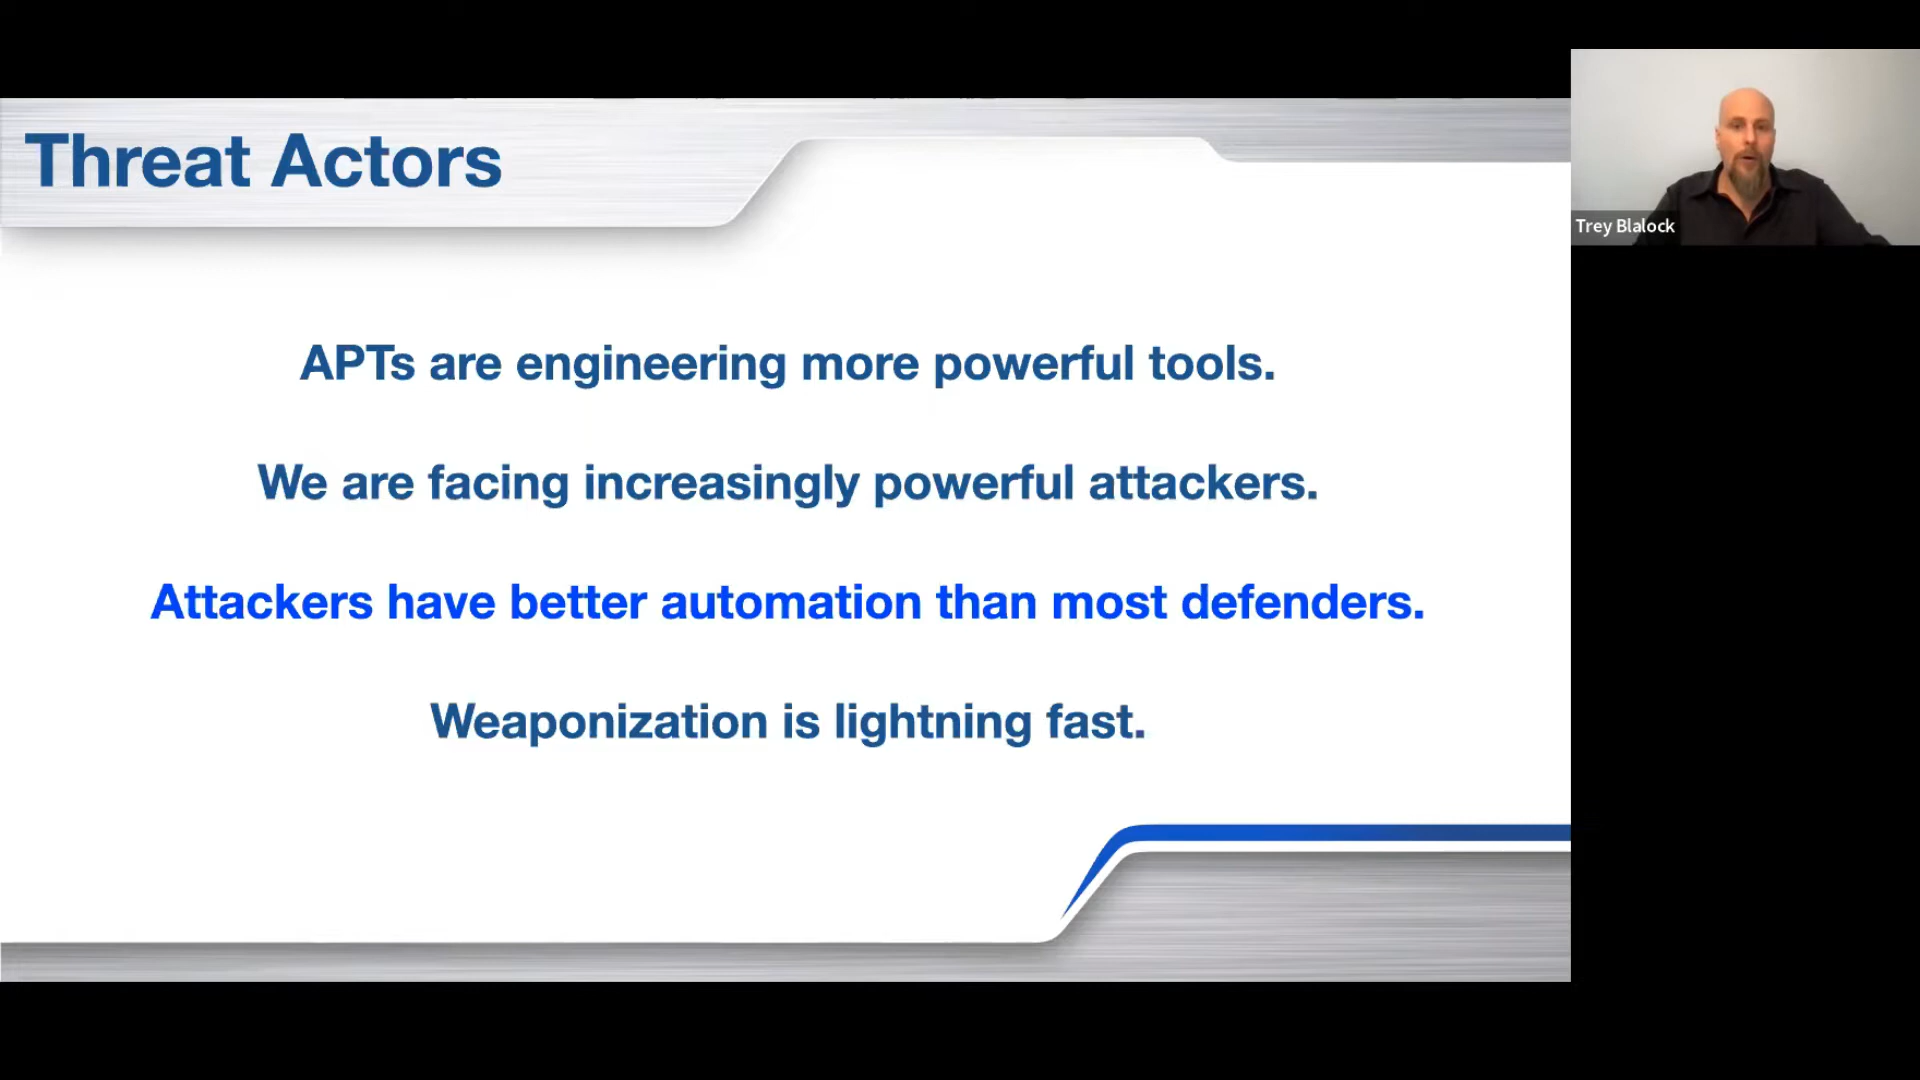 Threat Actors
APTs are engineering more powerful tools.
We are facing increasingly powerful attackers.
Attackers have better automation than most defenders.
Weaponization is lightning fast.
Trey Blalock